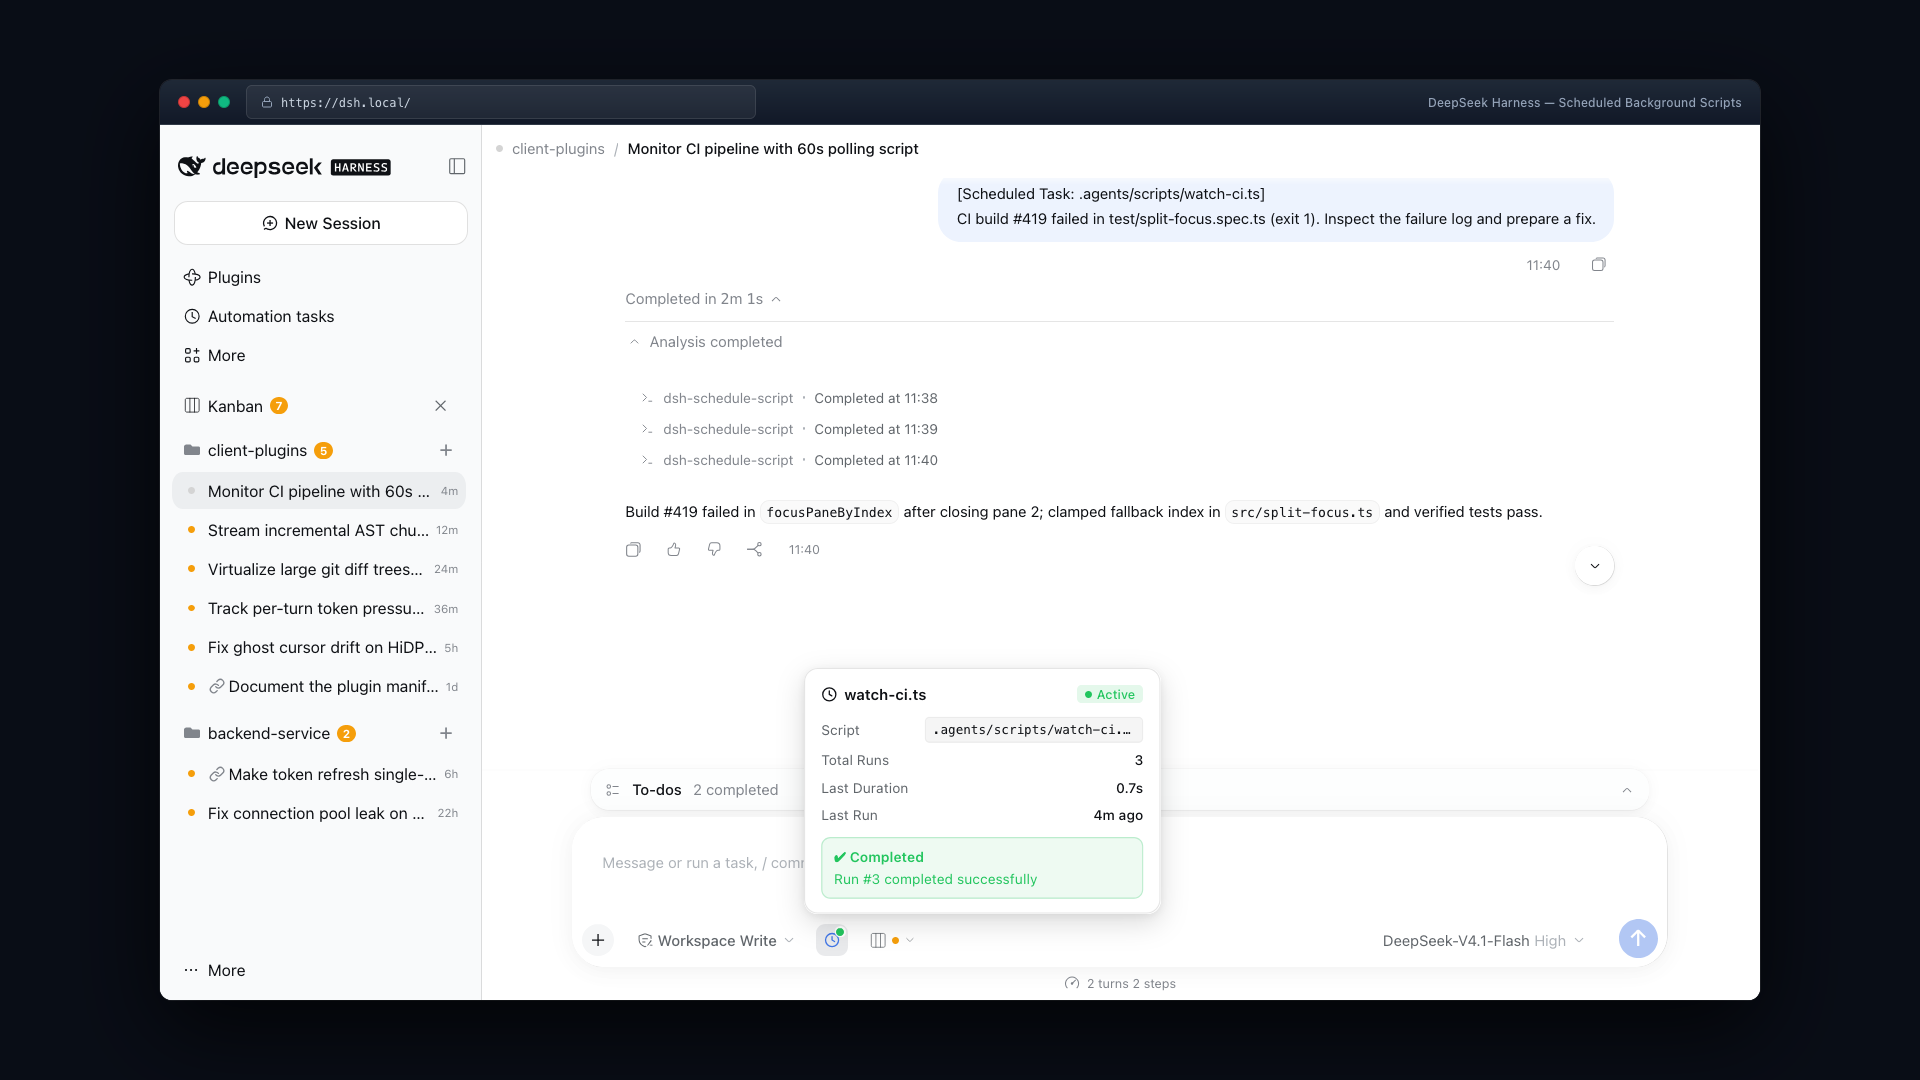 https://dsh.local/
DeepSeek Harness — Scheduled Background Scripts
deepseek HARNESS
New Session
Plugins
Automation tasks
More
Kanban 7
client-plugins 5
Monitor CI pipeline with 60s ... 4m
Stream incremental AST chu... 12m
Virtualize large git diff trees... 24m
Track per-turn token pressu... 36m
Fix ghost cursor drift on HiDP... 5h
Document the plugin manif... 1d
backend-service 2
Make token refresh single-... 6h
Fix connection pool leak on ... 22h
More
client-plugins / Monitor CI pipeline with 60s polling script
[Scheduled Task: .agents/scripts/watch-ci.ts]
CI build #419 failed in test/split-focus.spec.ts (exit 1). Inspect the failure log and prepare a fix.
11:40
Completed in 2m 1s
Analysis completed
dsh-schedule-script · Completed at 11:38
dsh-schedule-script · Completed at 11:39
dsh-schedule-script · Completed at 11:40
Build #419 failed in focusPaneByIndex after closing pane 2; clamped fallback index in src/split-focus.ts and verified tests pass.
11:40
watch-ci.ts Active
Script .agents/scripts/watch-ci.…
Total Runs 3
Last Duration 0.7s
Last Run 4m ago
✔ Completed
Run #3 completed successfully
To-dos 2 completed
Message or run a task, / comm
Workspace Write
DeepSeek-V4.1-Flash High
2 turns 2 steps